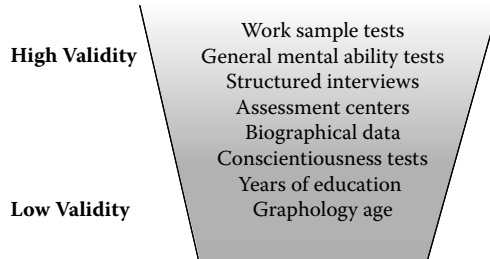 Work sample tests
High Validity
General mental ability tests
Structured interviews
Assessment centers
Biographical data
Conscientiousness tests
Years of education
Low Validity
Graphology age